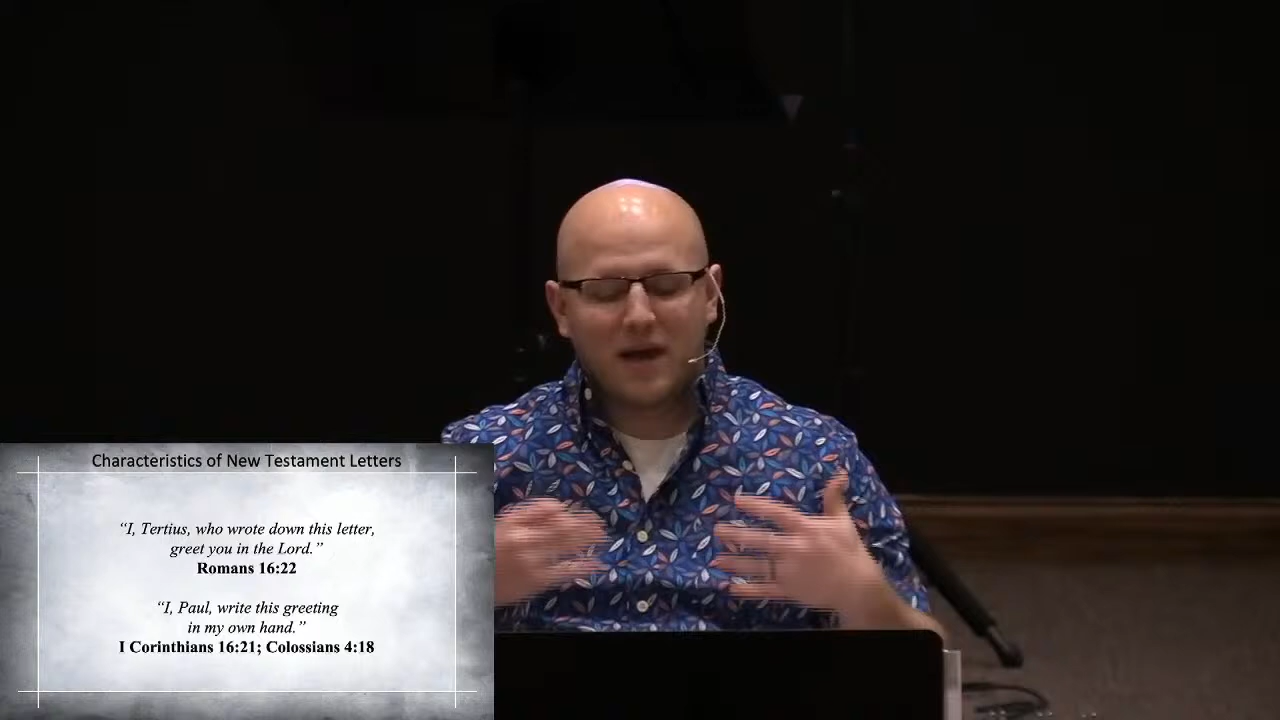 Characteristics of New Testament Letters
“I, Tertius, who wrote down this letter,
greet you in the Lord.”
Romans 16:22
“I, Paul, write this greeting
in my own hand.”
I Corinthians 16:21; Colossians 4:18